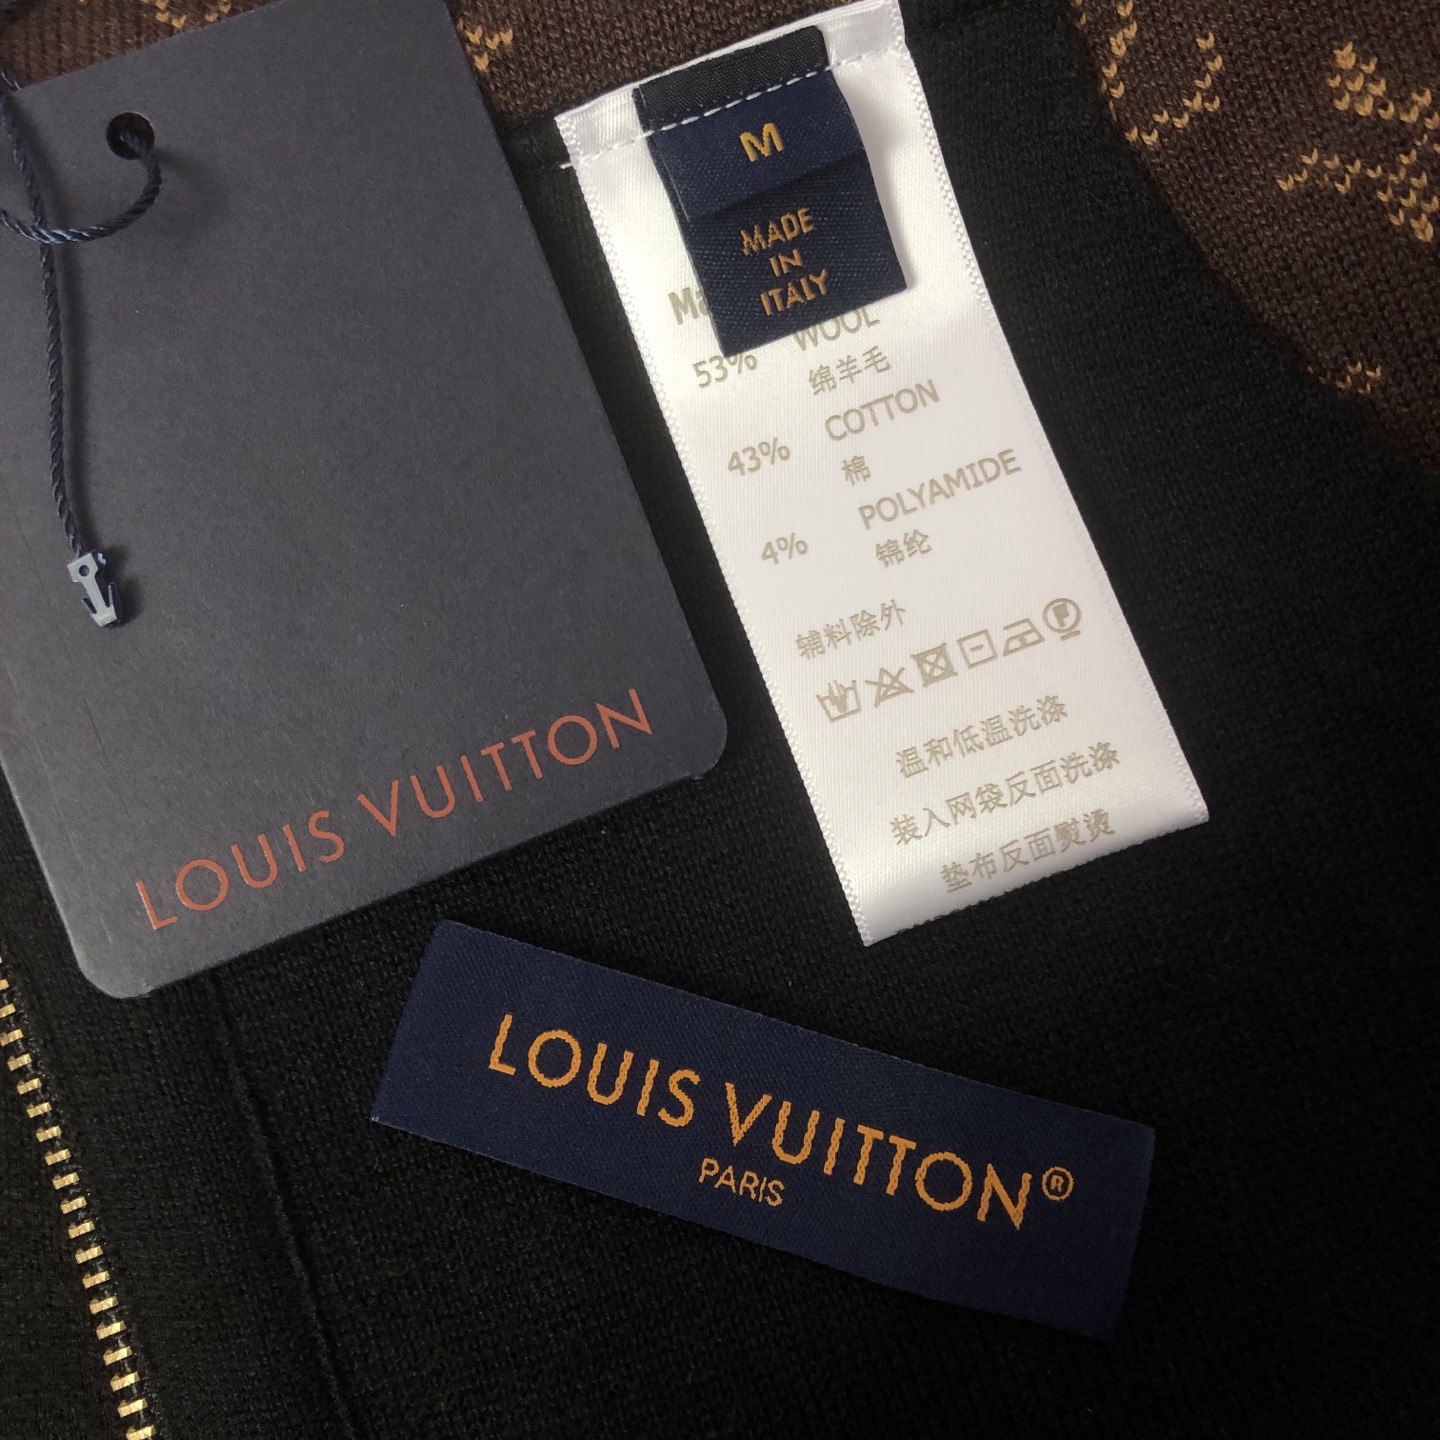 M
MADE
IN
ITALY
53% WOOL
绵羊毛
43% COTTON
棉
4% POLYAMIDE
锦纶
辅料除外
P
温和低温洗涤
装入网袋反面洗涤
垫布反面熨烫
LOUIS VUITTON
LOUIS VUITTON®
PARIS